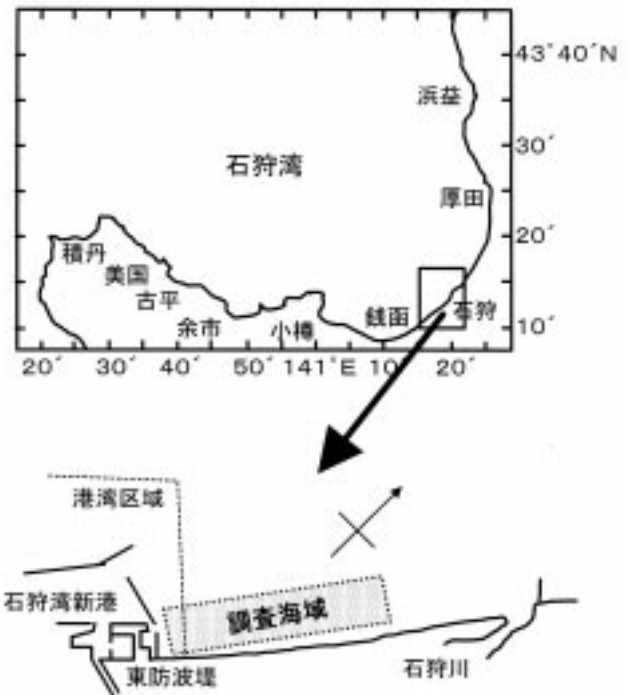 43°40′N
浜益
30′
石狩湾
厚田
20′
積丹
美国
古平
銭函
石狩
余市
小樽
10′
20′ 30′ 40′ 50′ 141°E 10′ 20′
港湾区域
石狩湾新港
調査海域
東防波堤
石狩川